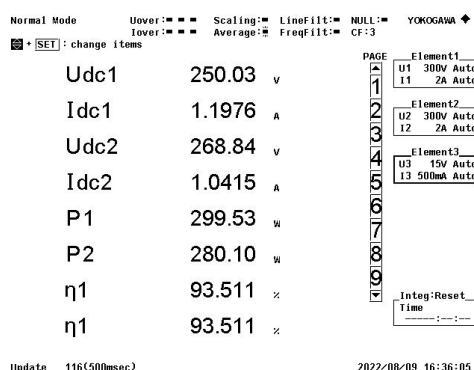 Normal Mode Uover: Scaling: LineFilt: NULL: YOKOGAWA
Iover: Average: FreqFilt: CF:3
+ SET : change items
PAGE
Udc1 250.03 V
Idc1 1.1976 A
Udc2 268.84 V
Idc2 1.0415 A
P1 299.53 W
P2 280.10 W
η1 93.511 %
η1 93.511 %
1
2
3
4
5
6
7
8
9
Element1
U1 300V Auto
I1 2A Auto
Element2
U2 300V Auto
I2 2A Auto
Element3
U3 15V Auto
I3 500mA Auto
Integ:Reset
Time
-----:--:--
Update 116(500msec) 2022/08/09 16:36:05